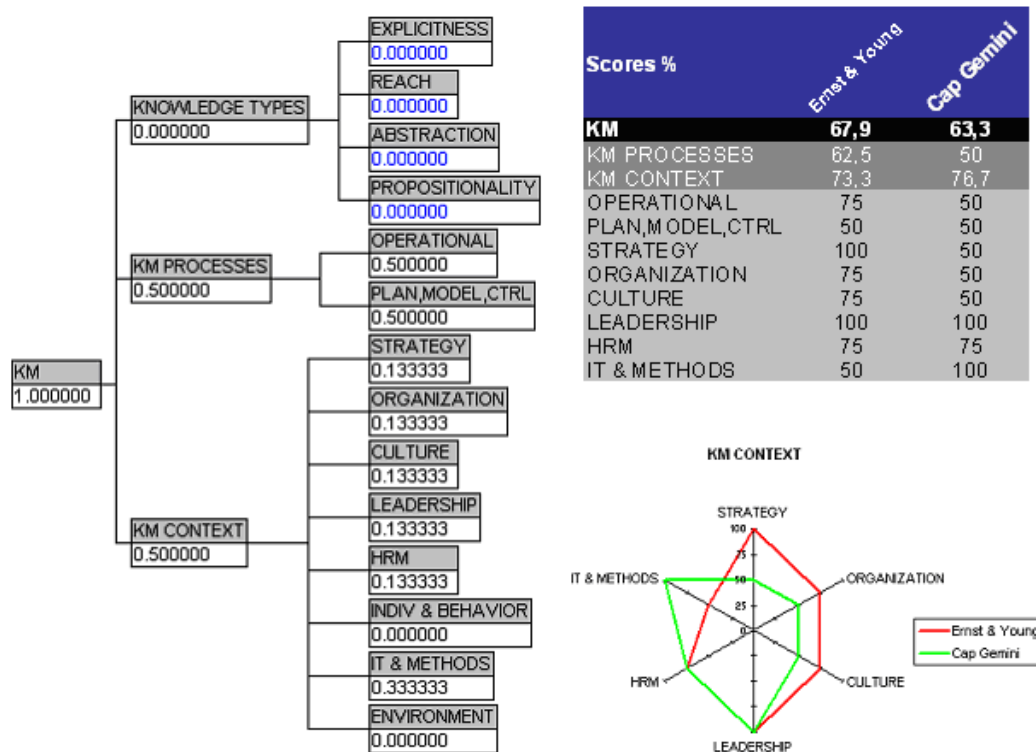 EXPLICITNESS
0.000000
REACH
0.000000
KNOWLEDGE TYPES
0.000000
ABSTRACTION
0.000000
PROPOSITIONALITY
0.000000
OPERATIONAL
0.500000
KM PROCESSES
0.500000
PLAN,MODEL,CTRL
0.500000
STRATEGY
0.133333
KM
1.000000
ORGANIZATION
0.133333
CULTURE
0.133333
LEADERSHIP
0.133333
KM CONTEXT
0.500000
HRM
0.133333
INDIV & BEHAVIOR
0.000000
IT & METHODS
0.333333
ENVIRONMENT
0.000000
Scores % Ernst & Young Cap Gemini
KM 67,9 63,3
KM PROCESSES 62,5 50
KM CONTEXT 73,3 76,7
OPERATIONAL 75 50
PLAN,MODEL,CTRL 50 50
STRATEGY 100 50
ORGANIZATION 75 50
CULTURE 75 50
LEADERSHIP 100 100
HRM 75 75
IT & METHODS 50 100
KM CONTEXT
STRATEGY
100
75
IT & METHODS 50 ORGANIZATION
25
0
Ernst & Young
Cap Gemini
HRM CULTURE
LEADERSHIP